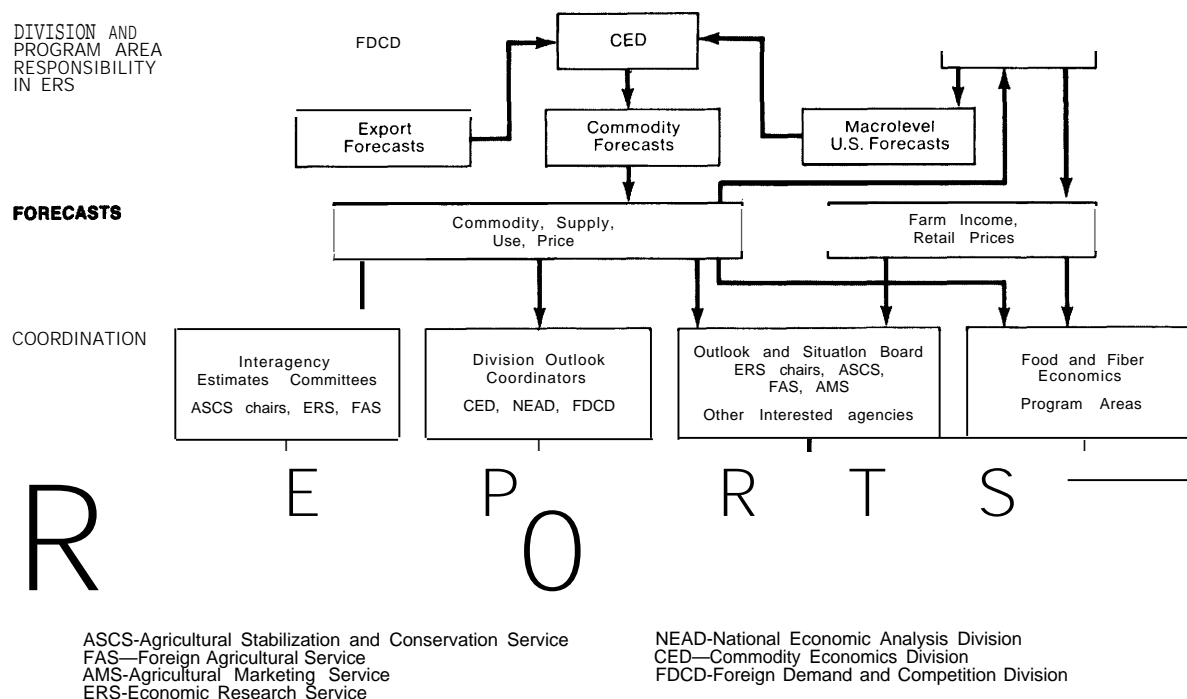 DIVISION AND
PROGRAM AREA
RESPONSIBILITY
IN ERS
FDCD
CED
Export
Forecasts
Commodity
Forecasts
Macrolevel
U.S. Forecasts
FORECASTS
Commodity, Supply,
Use, Price
Farm Income,
Retail Prices
COORDINATION
Interagency
Estimates Committees
ASCS chairs, ERS, FAS
Division Outlook
Coordinators
CED, NEAD, FDCD
Outlook and Situation Board
ERS chairs, ASCS,
FAS, AMS
Other Interested agencies
Food and Fiber
Economics
Program Areas
R E P O R T S
ASCS-Agricultural Stabilization and Conservation Service
FAS—Foreign Agricultural Service
AMS-Agricultural Marketing Service
ERS-Economic Research Service
NEAD-National Economic Analysis Division
CED—Commodity Economics Division
FDCD-Foreign Demand and Competition Division